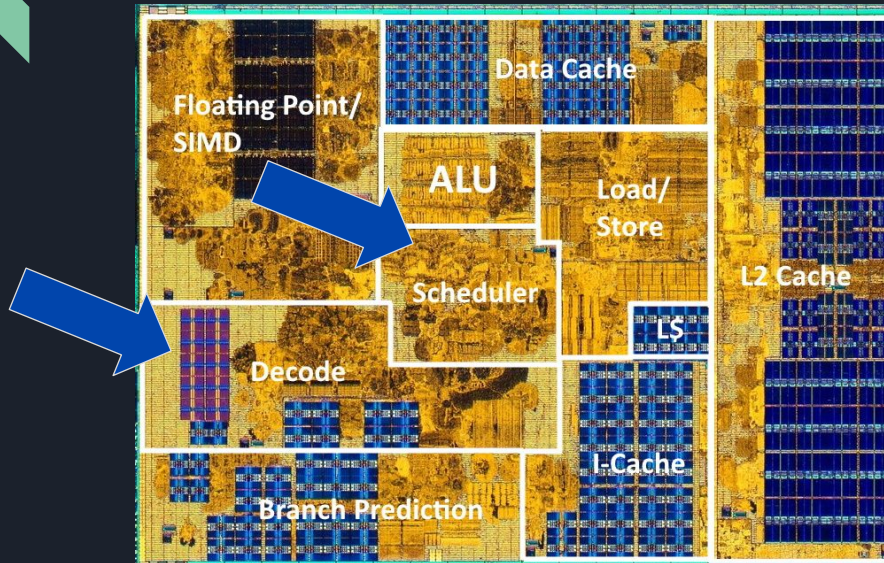 Data Cache
Floating Point/
SIMD
ALU
Load/
Store
L2 Cache
Scheduler
L$
Decode
I-Cache
Branch Prediction